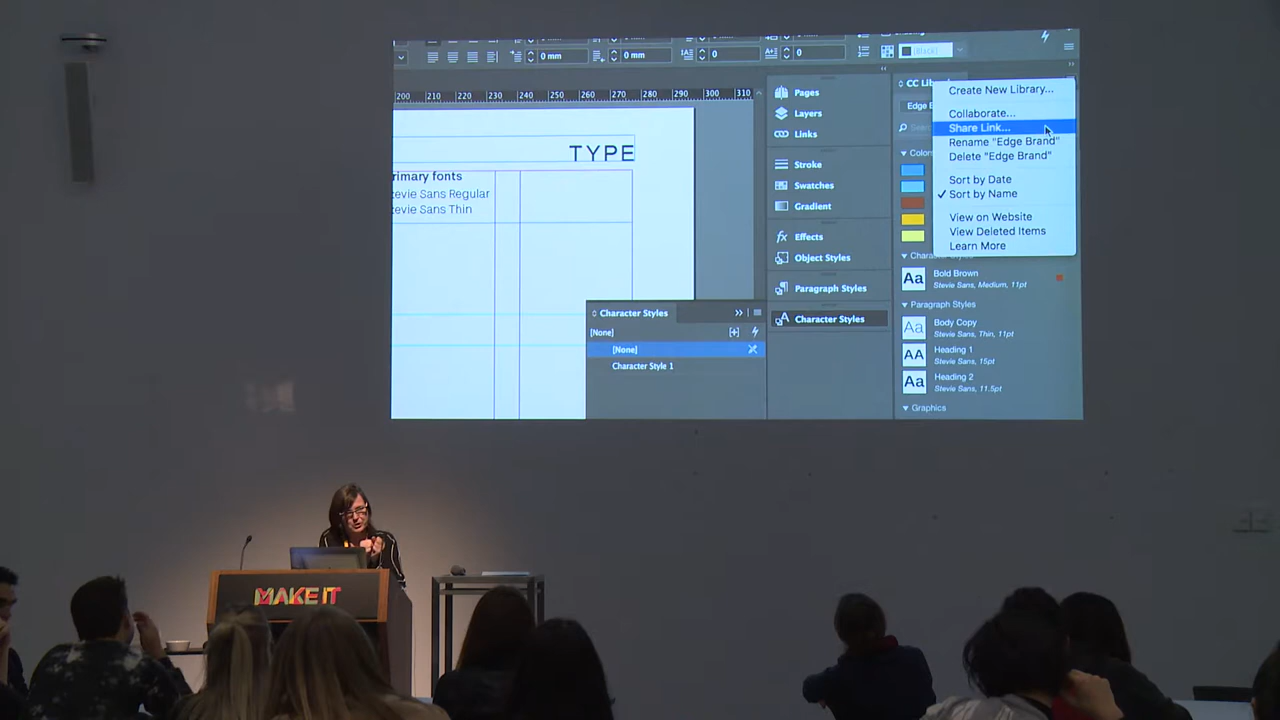 0 mm
0 mm
0
0
[Black]
200 210 220 230 240 250 260 270 280 290 300 310
TYPE
rimary fonts
tevie Sans Regular
tevie Sans Thin
Pages
Layers
Links
Stroke
Swatches
Gradient
Effects
Object Styles
Paragraph Styles
Character Styles
Character Styles
[None]
[None]
Character Style 1
CC Lib
Edge
Create New Library...
Collaborate...
Share Link...
Rename "Edge Brand"
Delete "Edge Brand"
Sort by Date
Sort by Name
View on Website
View Deleted Items
Learn More
Aa Bold Brown
Stevie Sans, Medium, 11pt
Paragraph Styles
Aa Body Copy
Stevie Sans, Thin, 11pt
AA Heading 1
Stevie Sans, 15pt
Aa Heading 2
Stevie Sans, 11.5pt
Graphics
MAKE IT